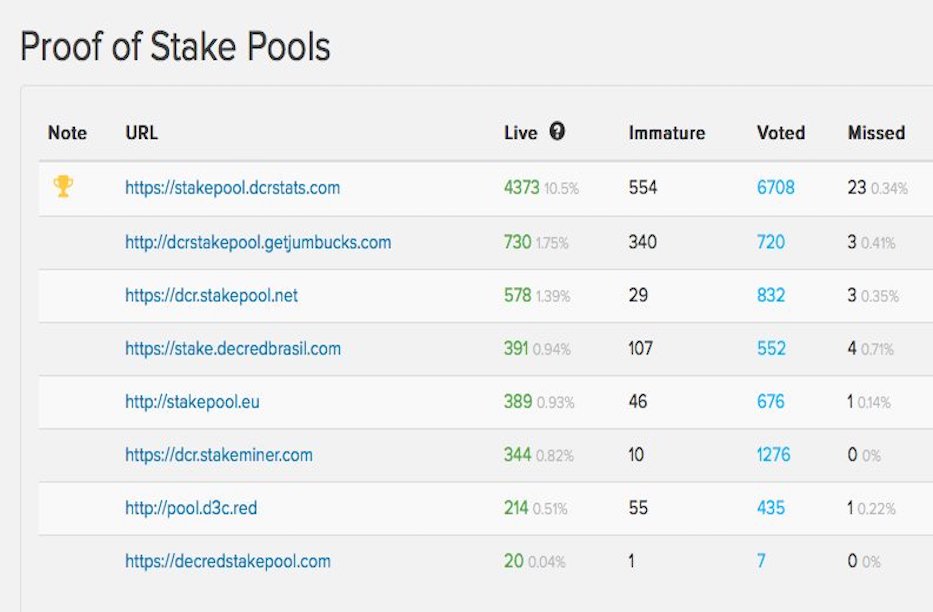 Proof of Stake Pools
Note URL Live ? Immature Voted Missed
https://stakepool.dcrstats.com 4373 10.5% 554 6708 23 0.34%
http://dcrstakepool.getjumbucks.com 730 1.75% 340 720 3 0.41%
https://dcr.stakepool.net 578 1.39% 29 832 3 0.35%
https://stake.decredbrasil.com 391 0.94% 107 552 4 0.71%
http://stakepool.eu 389 0.93% 46 676 1 0.14%
https://dcr.stakeminer.com 344 0.82% 10 1276 0 0%
http://pool.d3c.red 214 0.51% 55 435 1 0.22%
https://decredstakepool.com 20 0.04% 1 7 0 0%